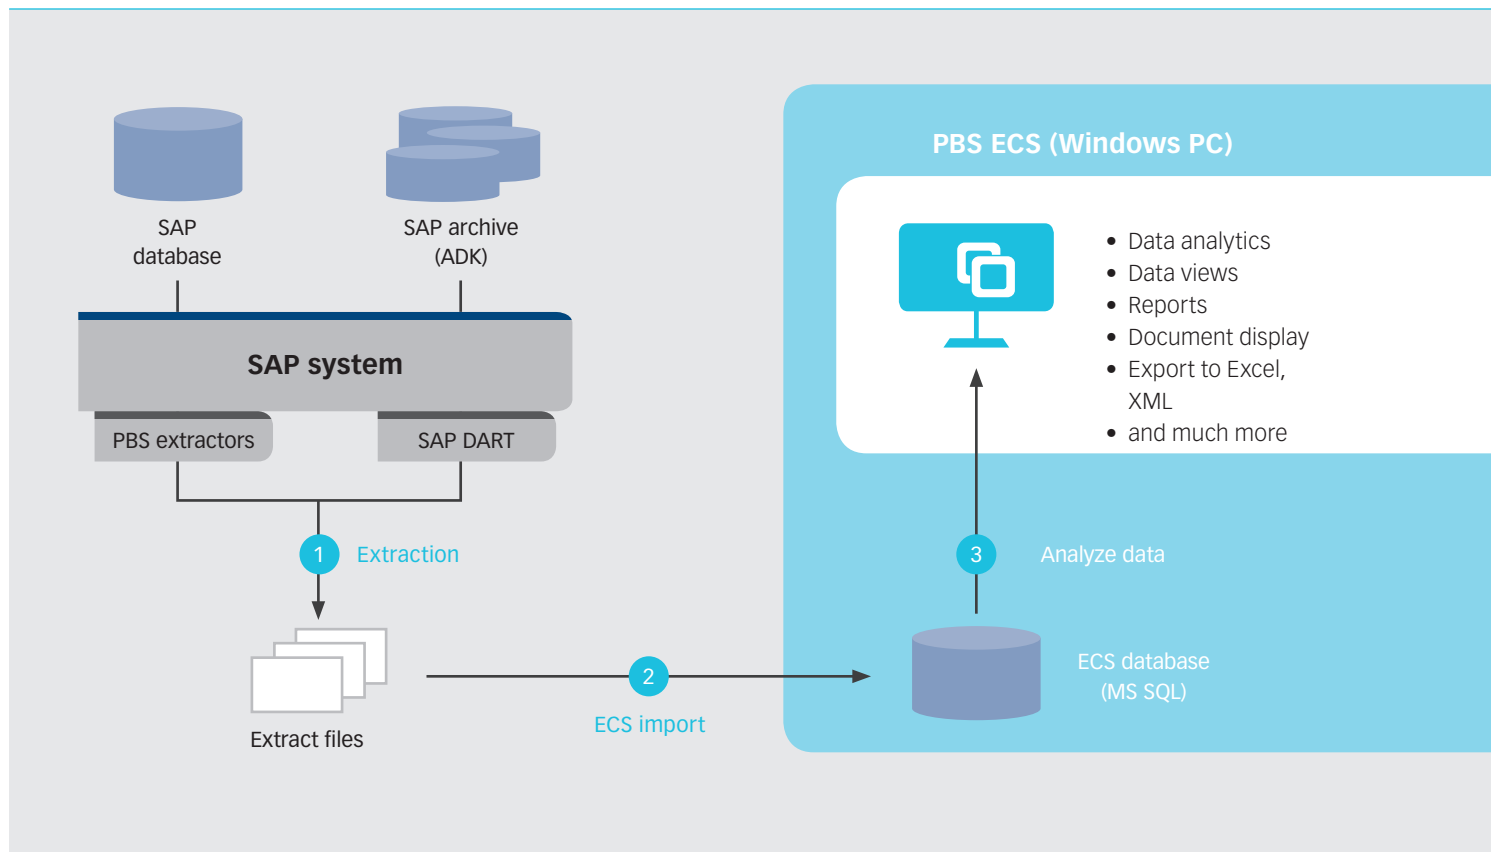 SAP
database
SAP archive
(ADK)
SAP system
PBS extractors
SAP DART
1
Extraction
Extract files
2
ECS import
PBS ECS (Windows PC)
• Data analytics
• Data views
• Reports
• Document display
• Export to Excel,
XML
• and much more
3
Analyze data
ECS database
(MS SQL)